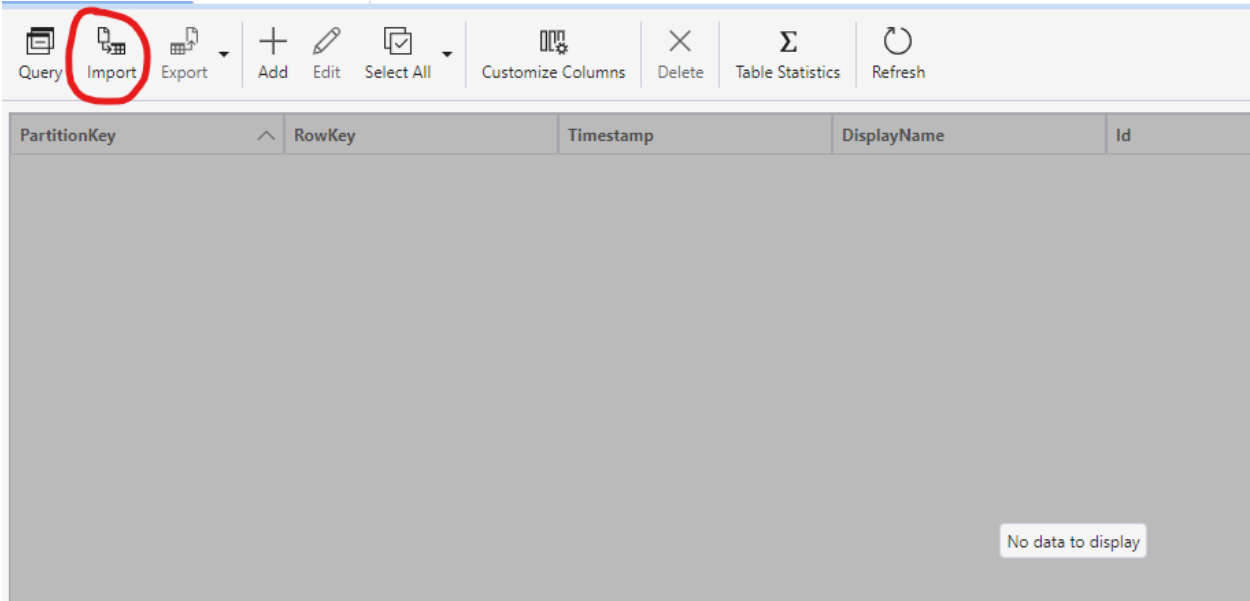 Query Import Export Add Edit Select All Customize Columns Delete Table Statistics Refresh
PartitionKey RowKey Timestamp DisplayName Id
No data to display